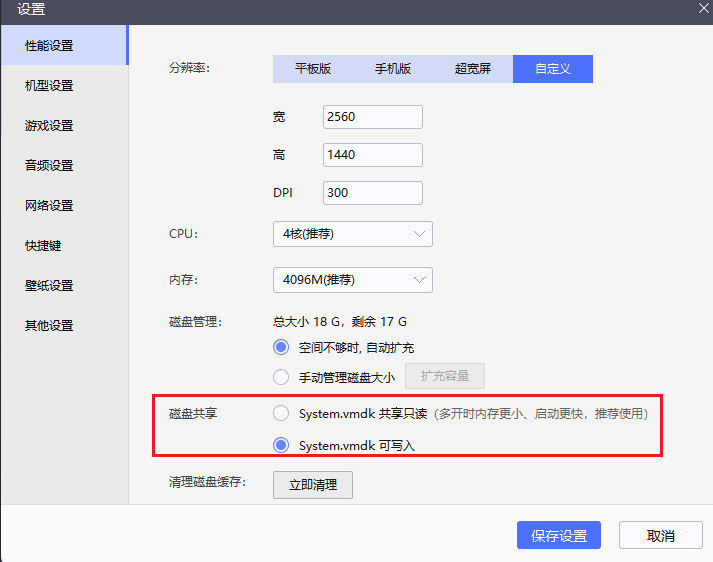 设置
性能设置
机型设置
游戏设置
音频设置
网络设置
快捷键
壁纸设置
其他设置
分辨率:
平板版 手机版 超宽屏 自定义
宽 2560
高 1440
DPI 300
CPU: 4核(推荐)
内存: 4096M(推荐)
磁盘管理: 总大小 18 G，剩余 17 G
空间不够时, 自动扩充
手动管理磁盘大小 扩充容量
磁盘共享 System.vmdk 共享只读（多开时内存更小、启动更快，推荐使用）
System.vmdk 可写入
清理磁盘缓存: 立即清理
保存设置 取消